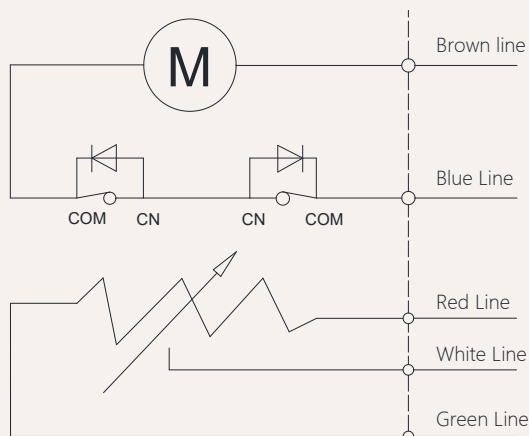 Brown line
M
Blue Line
COM CN CN COM
Red Line
White Line
Green Line